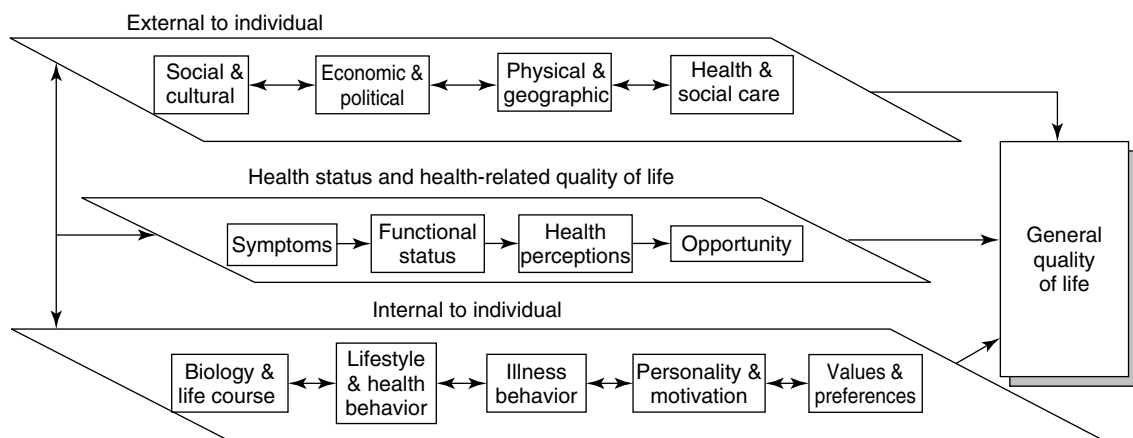 External to individual
Social &
cultural
Economic &
political
Physical &
geographic
Health &
social care
Health status and health-related quality of life
Symptoms
Functional
status
Health
perceptions
Opportunity
General
quality
of life
Internal to individual
Biology &
life course
Lifestyle
& health
behavior
Illness
behavior
Personality &
motivation
Values &
preferences